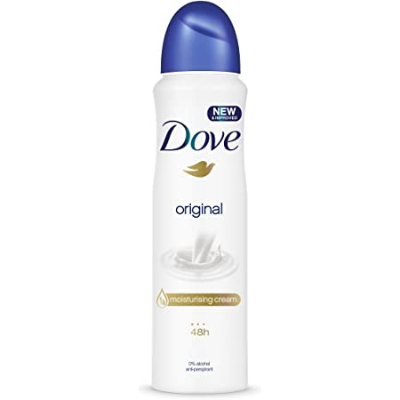 NEW
& IMPROVED
Dove
original
moisturising cream
48h
0% alcohol
anti-perspirant